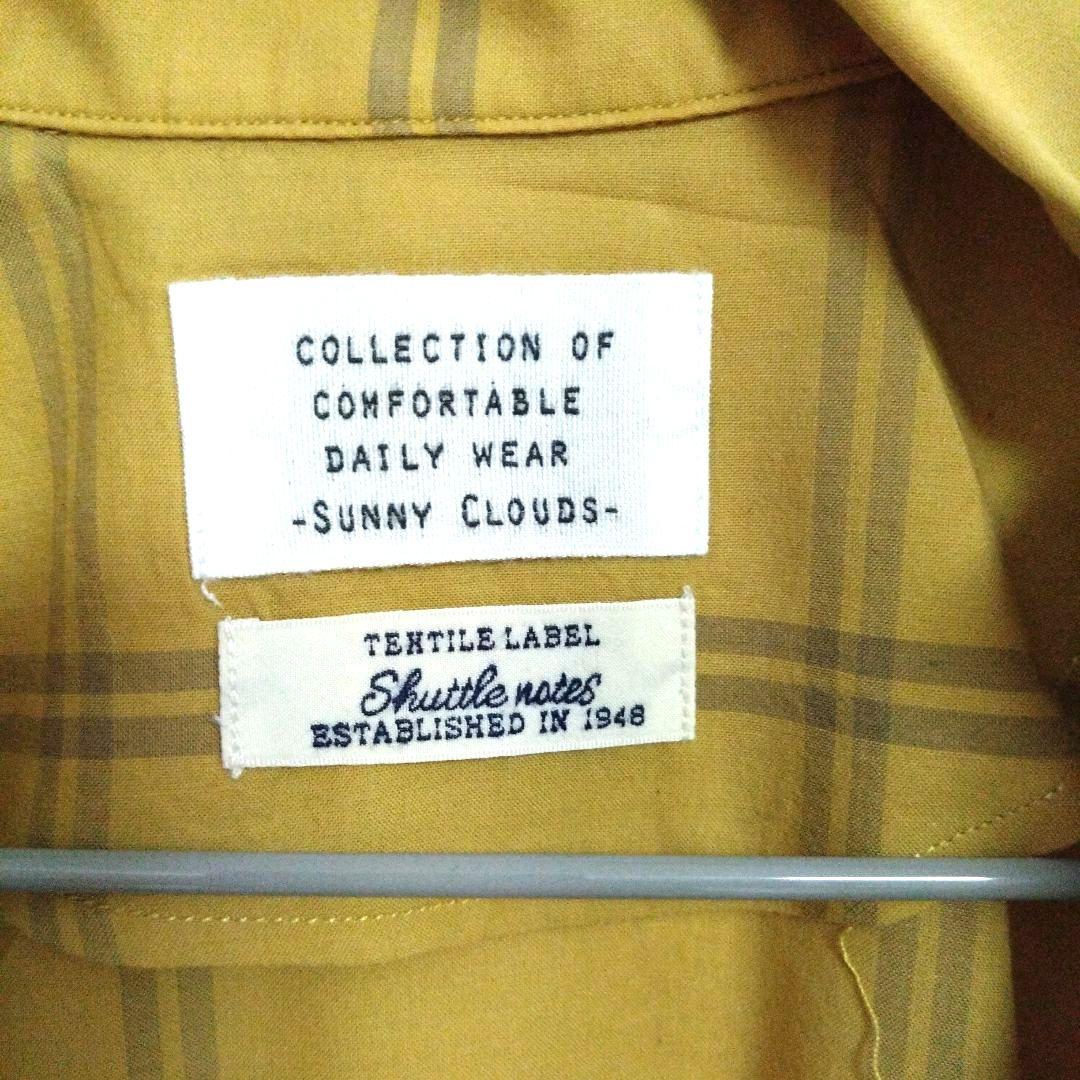 COLLECTION OF
COMFORTABLE
DAILY WEAR
-SUNNY CLOUDS-
TEXTILE LABEL
Shuttle notes
ESTABLISHED IN 1948